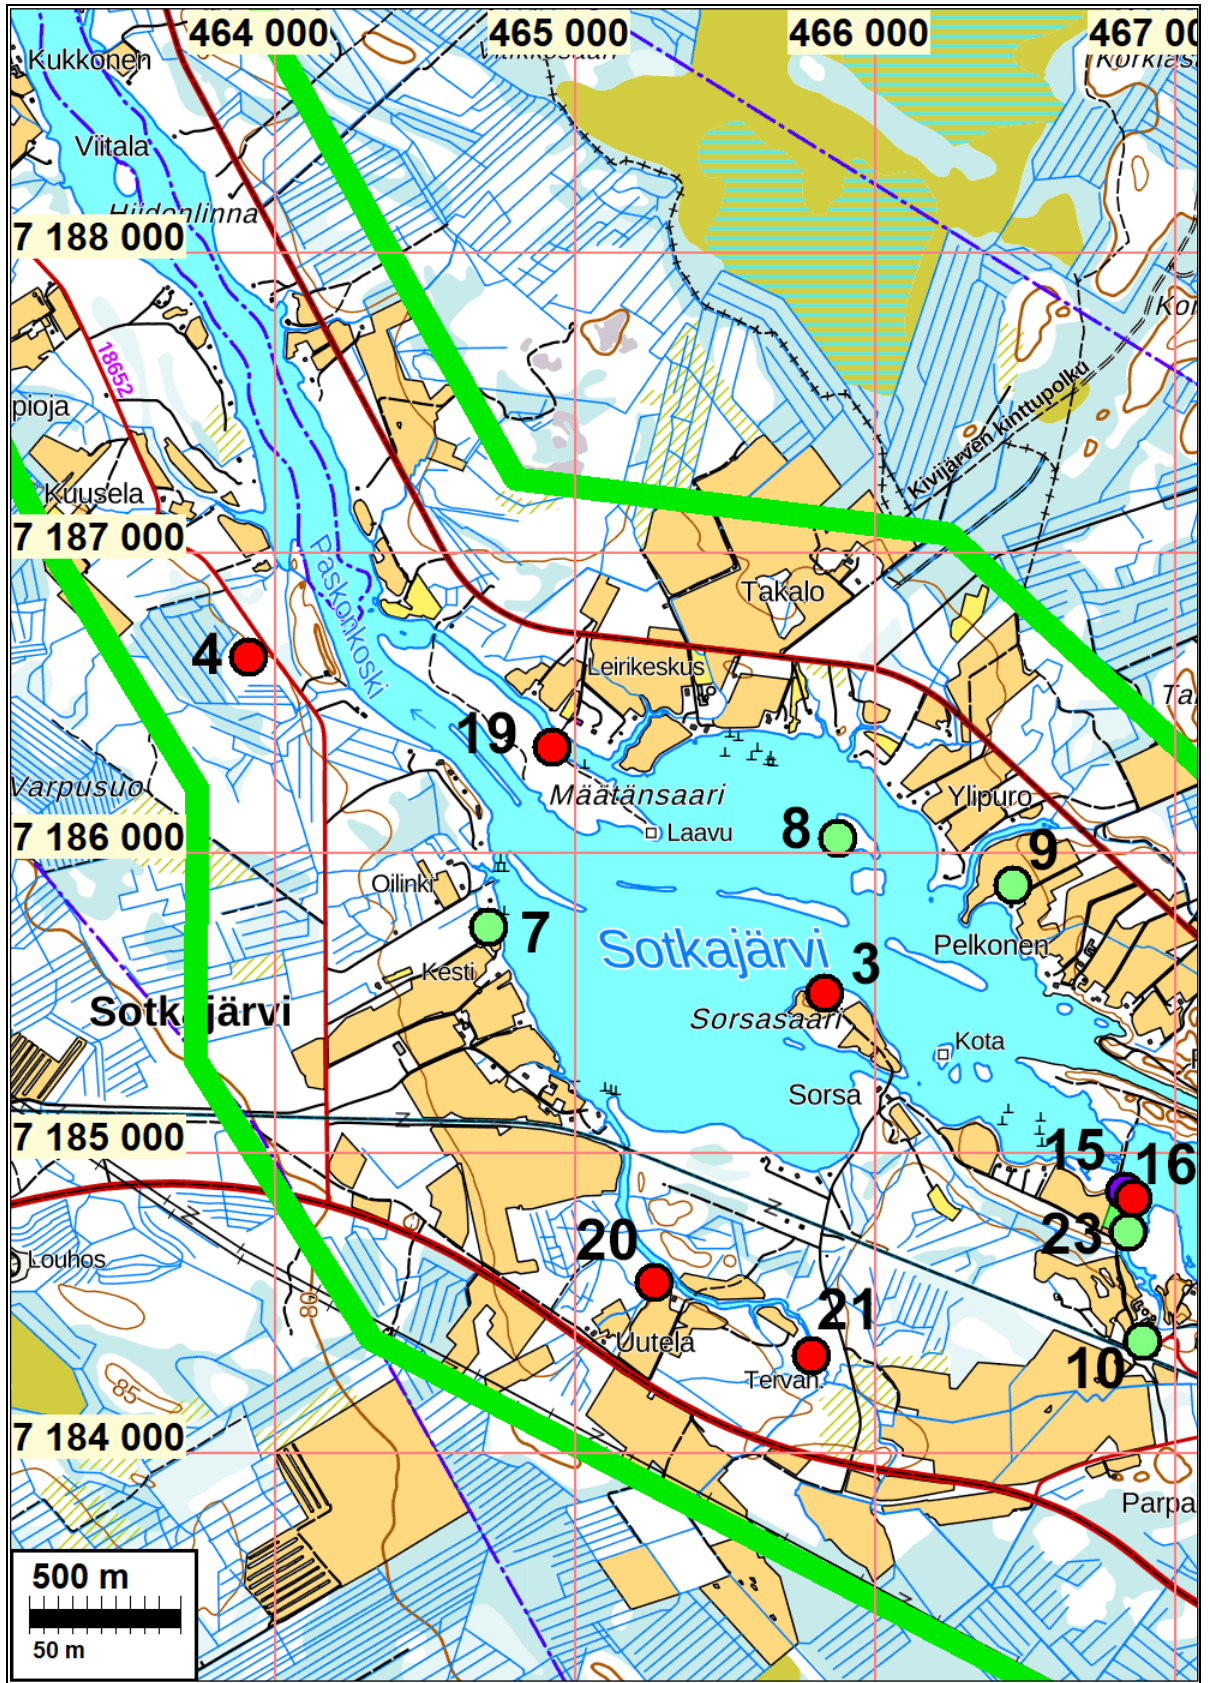 464 000
465 000
466 000
467 00
Kukkonen
Viitala
Hiidenlinna
7 188 000
18652
pioja
Kivijärven kinttupolku
Kuusela
7 187 000
Paskonkoski
Takalo
4
Leirikeskus
19
Varpusuo
Määtänsaari
Ylipuro
Laavu
8
7 186 000
9
Oilinki
7
Sotkajärvi
Pelkonen
Kesti
3
Sotkajärvi
Sorsasaari
Kota
Sorsa
7 185 000
15
16
23
20
Louhos
80
21
Uutela
10
Tervah.
85
7 184 000
Parpa
500 m
50 m